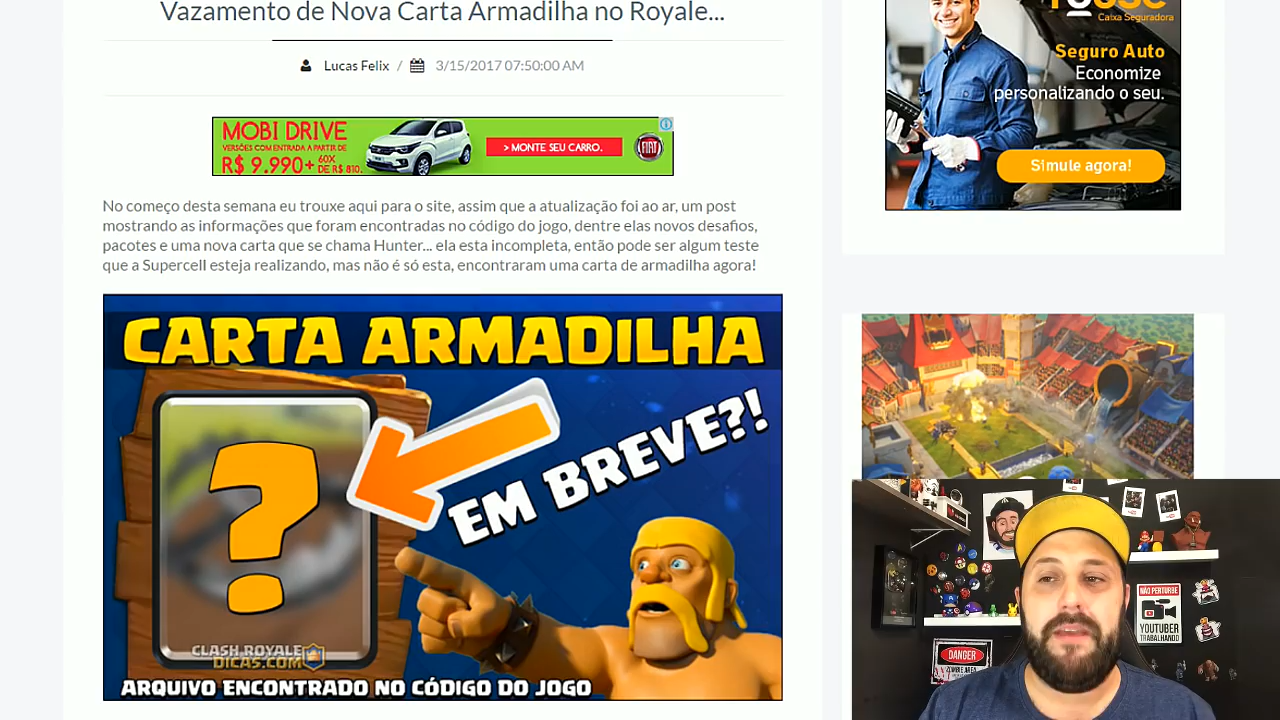 Vazamento de Nova Carta Armadilha no Royale...
Lucas Felix / 3/15/2017 07:50:00 AM
MOBI DRIVE
VERSÕES COM ENTRADA A PARTIR DE
R$ 9.990+ 60X DE R$ 810.
> MONTE SEU CARRO.
FIAT
No começo desta semana eu trouxe aqui para o site, assim que a atualização foi ao ar, um post
mostrando as informações que foram encontradas no código do jogo, dentre elas novos desafios,
pacotes e uma nova carta que se chama Hunter... ela esta incompleta, então pode ser algum teste
que a Supercell esteja realizando, mas não é só esta, encontraram uma carta de armadilha agora!
CARTA ARMADILHA
?
EM BREVE?!
CLASH ROYALE
DICAS.COM
ARQUIVO ENCONTRADO NO CÓDIGO DO JOGO
Caixa Seguradora
Seguro Auto
Economize
personalizando o seu.
Simule agora!
NÃO PERTURBE
YOUTUBER
TRABALHANDO
DANGER
ZOMBIE AREA